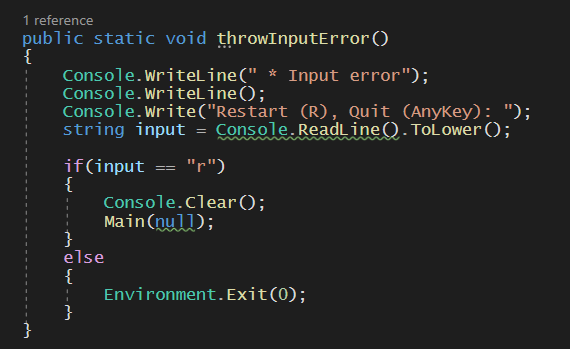 1 reference
public static void throwInputError()
{
    Console.WriteLine(" * Input error");
    Console.WriteLine();
    Console.Write("Restart (R), Quit (AnyKey): ");
    string input = Console.ReadLine().ToLower();

    if(input == "r")
    {
        Console.Clear();
        Main(null);
    }
    else
    {
        Environment.Exit(0);
    }
}